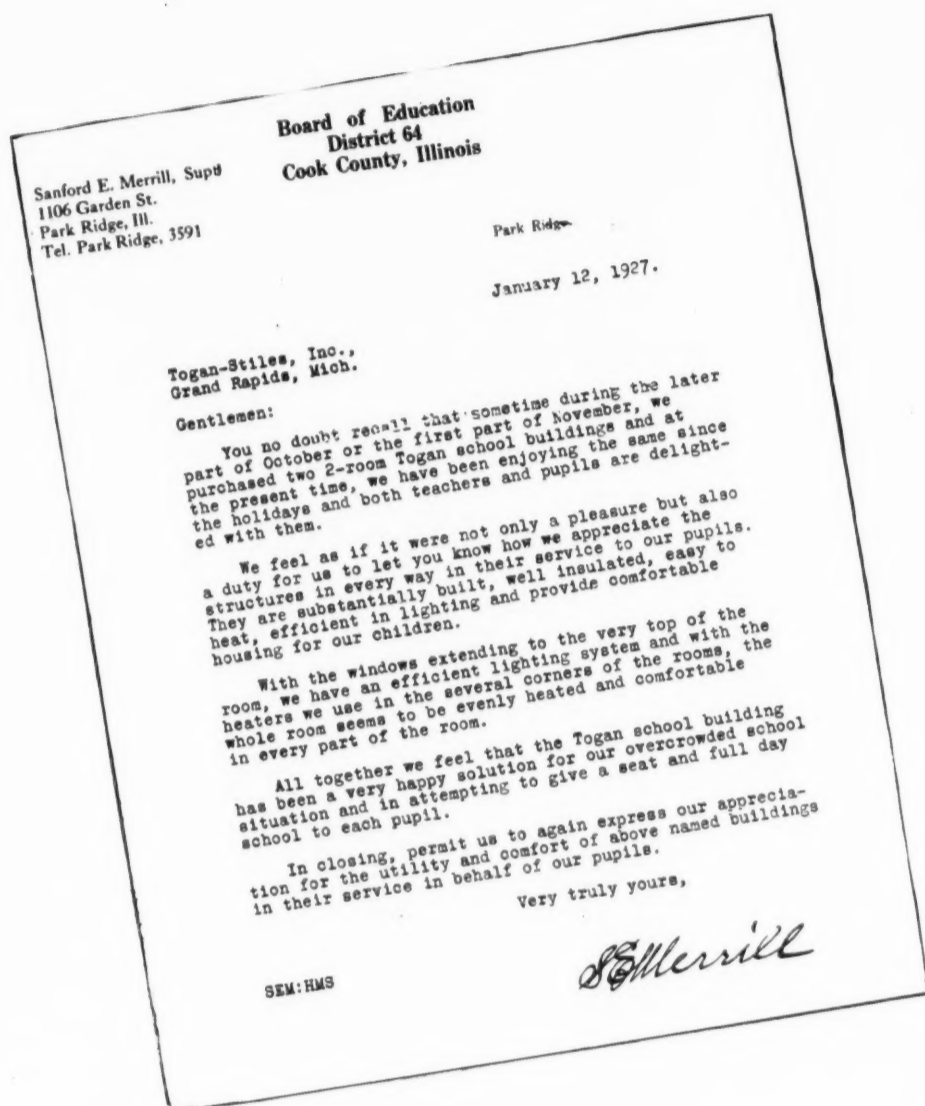 Board of Education
District 64
Cook County, Illinois
Sanford E. Merrill, Supt
1106 Garden St.
Park Ridge, Ill.
Tel. Park Ridge, 3591
Park Ridge
January 12, 1927.
Togan-Stiles, Inc.,
Grand Rapids, Mich.
Gentlemen:
You no doubt recall that sometime during the later
part of October or the first part of November, we
purchased two 2-room Togan school buildings and at
the present time, we have been enjoying the same since
the holidays and both teachers and pupils are delight-
ed with them.
We feel as if it were not only a pleasure but also
a duty for us to let you know how we appreciate the
structures in every way in their service to our pupils.
They are substantially built, well insulated, easy to
heat, efficient in lighting and provide comfortable
housing for our children.
With the windows extending to the very top of the
room, we have an efficient lighting system and with the
heaters we use in the several corners of the rooms, the
whole room seems to be evenly heated and comfortable
in every part of the room.
All together we feel that the Togan school building
has been a very happy solution for our overcrowded school
situation and in attempting to give a seat and full day
school to each pupil.
In closing, permit us to again express our apprecia-
tion for the utility and comfort of above named buildings
in their service in behalf of our pupils.
Very truly yours,
SEMerrill
SEM:HMS